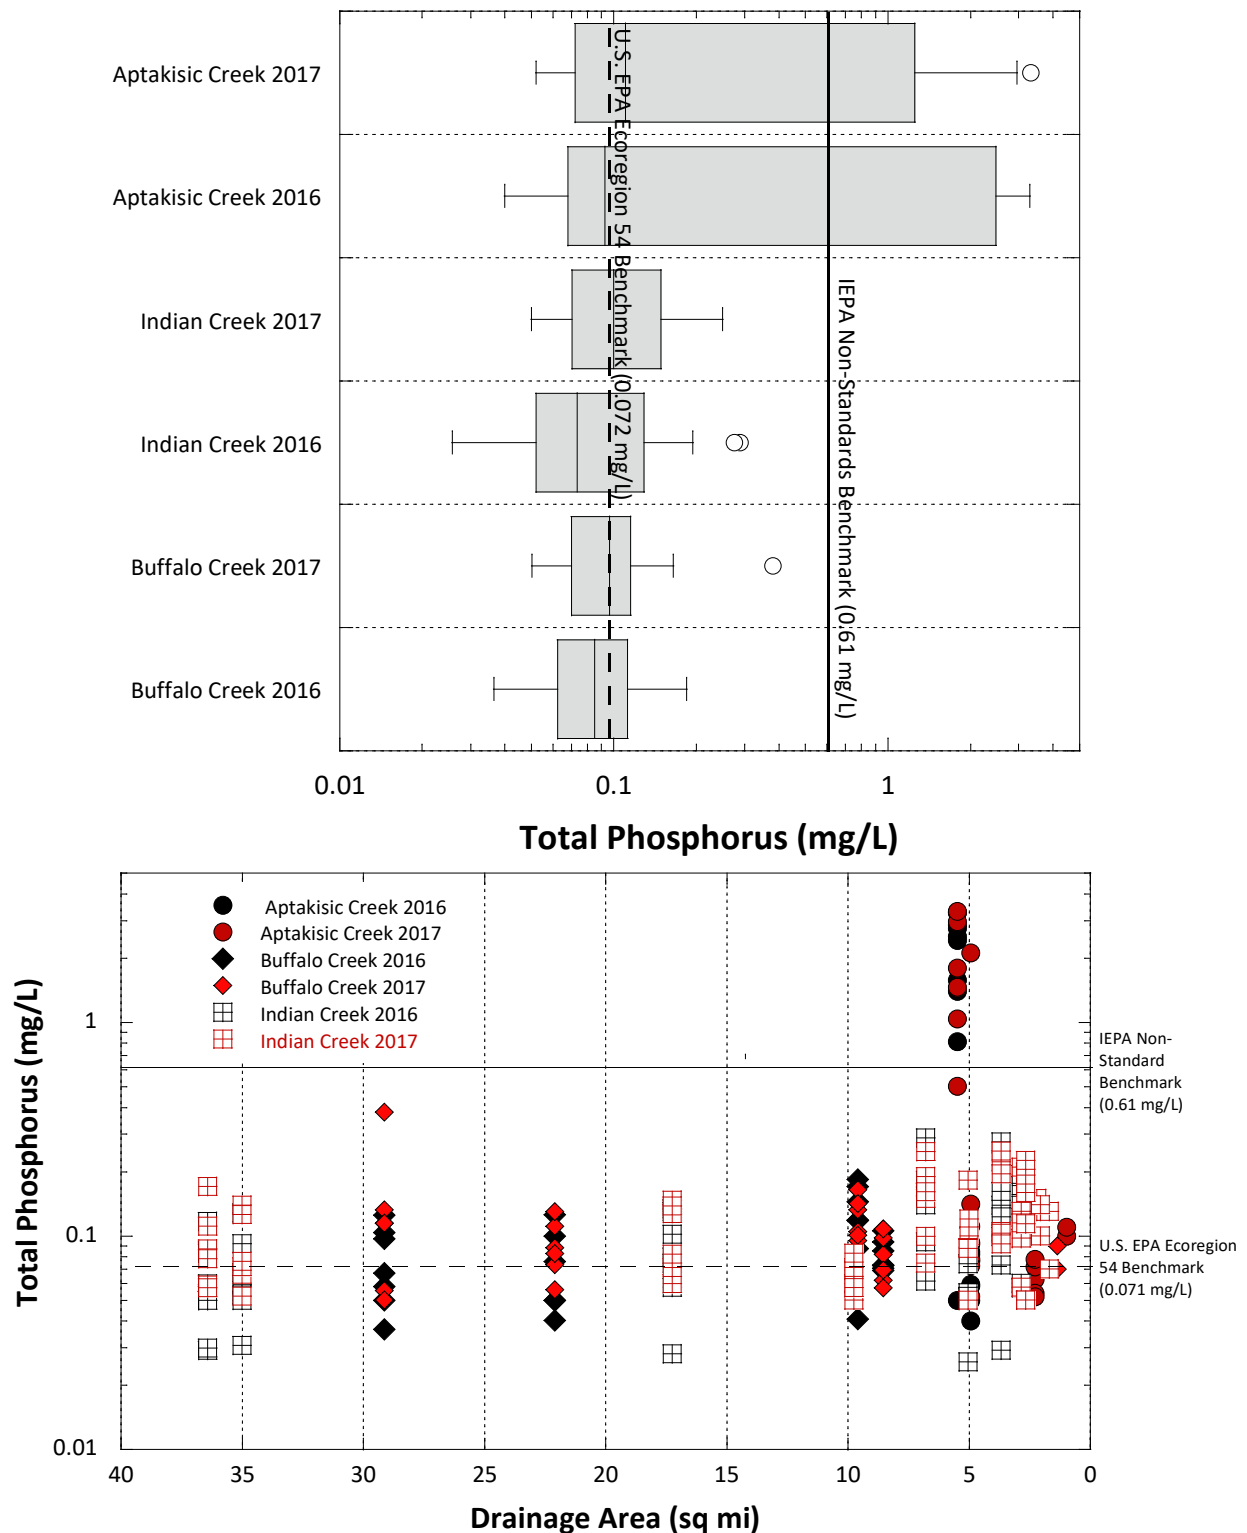 Aptakisic Creek 2017
Aptakisic Creek 2016
Indian Creek 2017
Indian Creek 2016
Buffalo Creek 2017
Buffalo Creek 2016
U.S. EPA Ecoregion 54 Benchmark (0.072 mg/L)
IEPA Non-Standards Benchmark (0.61 mg/L)
0.01 0.1 1
Total Phosphorus (mg/L)
Aptakisic Creek 2016
Aptakisic Creek 2017
Buffalo Creek 2016
Buffalo Creek 2017
Indian Creek 2016
Indian Creek 2017
Total Phosphorus (mg/L)
1
0.1
0.01
IEPA Non-
Standard
Benchmark
(0.61 mg/L)
U.S. EPA Ecoregion
54 Benchmark
(0.071 mg/L)
40 35 30 25 20 15 10 5 0
Drainage Area (sq mi)